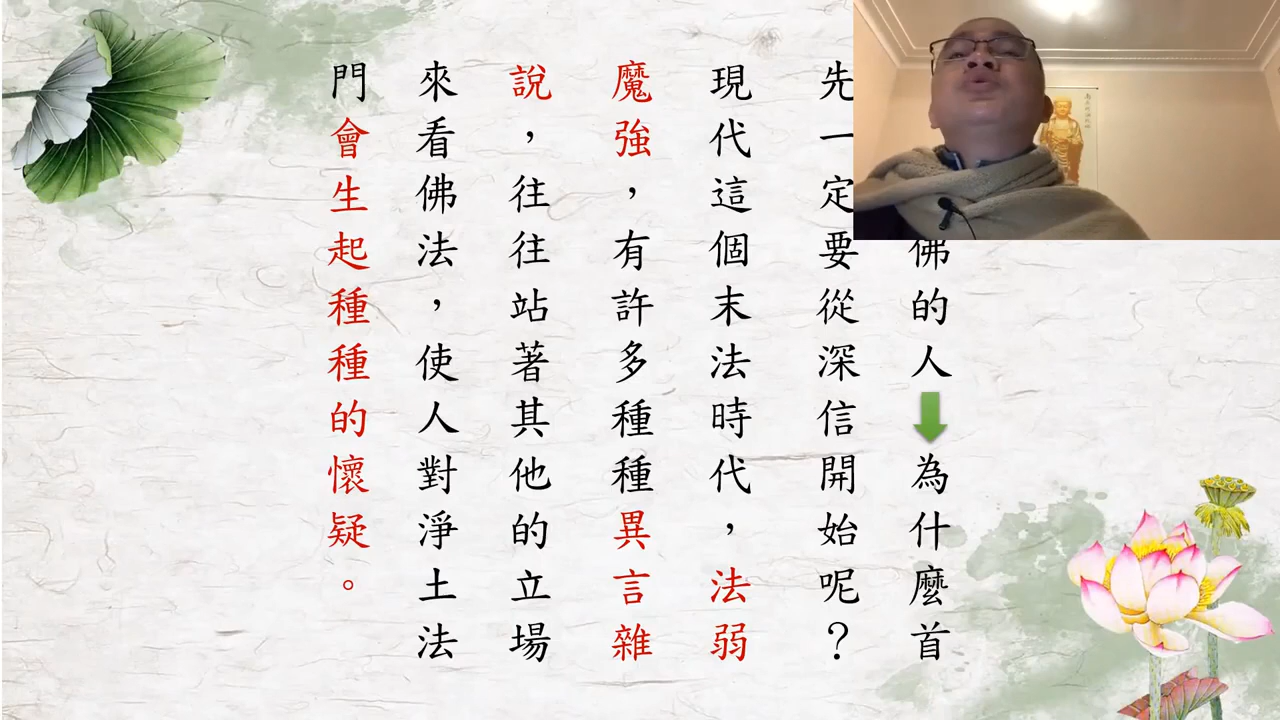 佛的人為什麼首
先一定要從深信開始呢？
現代這個末法時代，法弱
魔強，有許多種種異言雜
說，往往站著其他的立場
來看佛法，使人對淨土法
門會生起種種的懷疑。